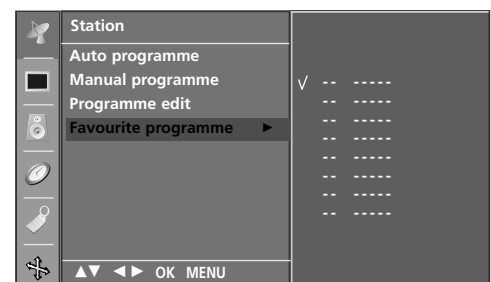 Station
Auto programme
Manual programme
Programme edit
Favourite programme ►
√ -- -----
-- -----
-- -----
-- -----
-- -----
-- -----
-- -----
-- -----
▲▼ ◄► OK MENU